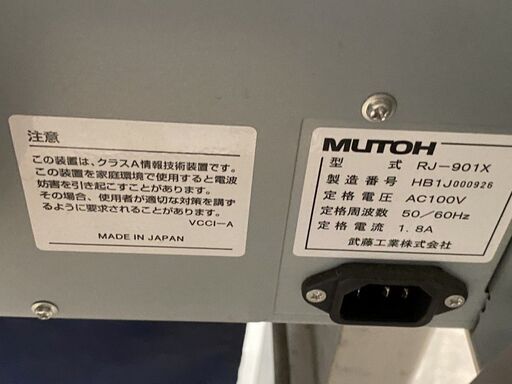 注意
この装置は、クラスA情報技術装置です。
この装置を家庭環境で使用すると電波
妨害を引き起こすことがあります。
その場合、使用者が適切な対策を講ず
るように要求されることがあります。
VCCI-A
MADE IN JAPAN
MUTOH
型 式 RJ-901X
製造番号 HB1J000926
定格電圧 AC100V
定格周波数 50/60Hz
定格電流 1.8A
武藤工業株式会社